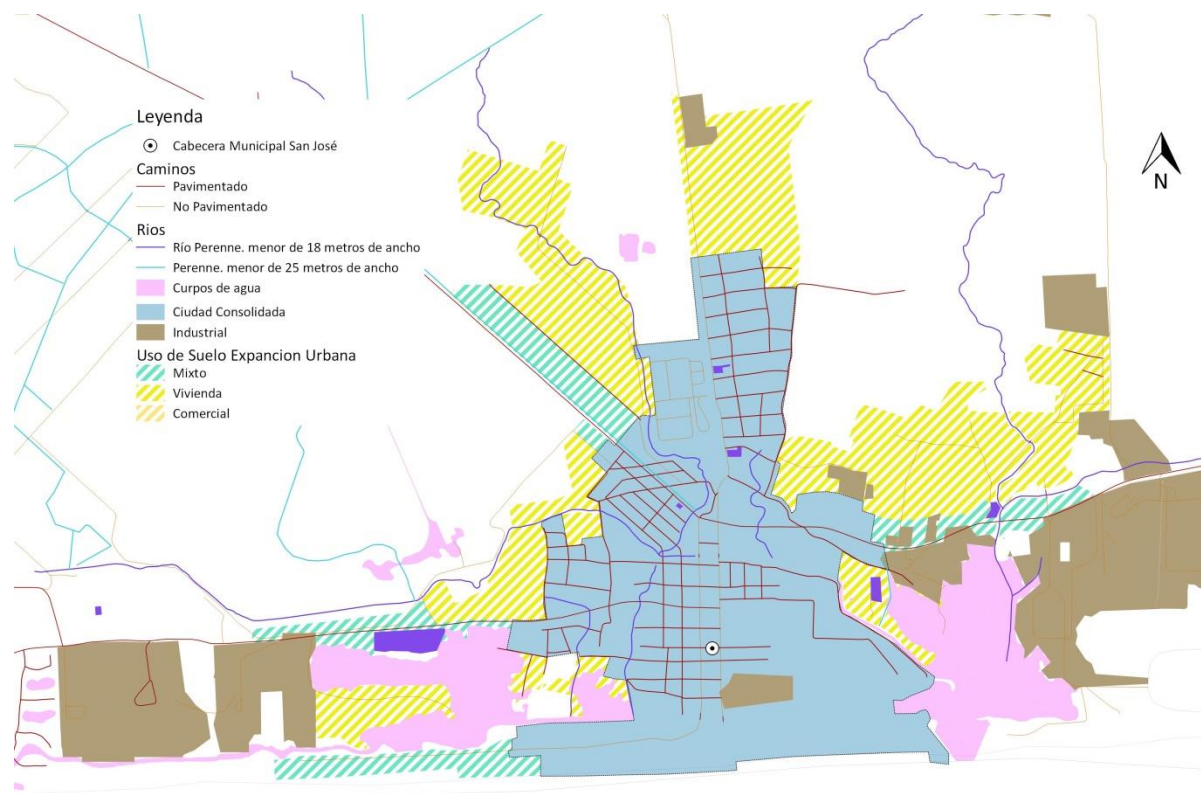 Leyenda
Cabecera Municipal San José
Caminos
Pavimentado
No Pavimentado
Rios
Río Perenne. menor de 18 metros de ancho
Perenne. menor de 25 metros de ancho
Curpos de agua
Ciudad Consolidada
Industrial
Uso de Suelo Expancion Urbana
Mixto
Vivienda
Comercial
N